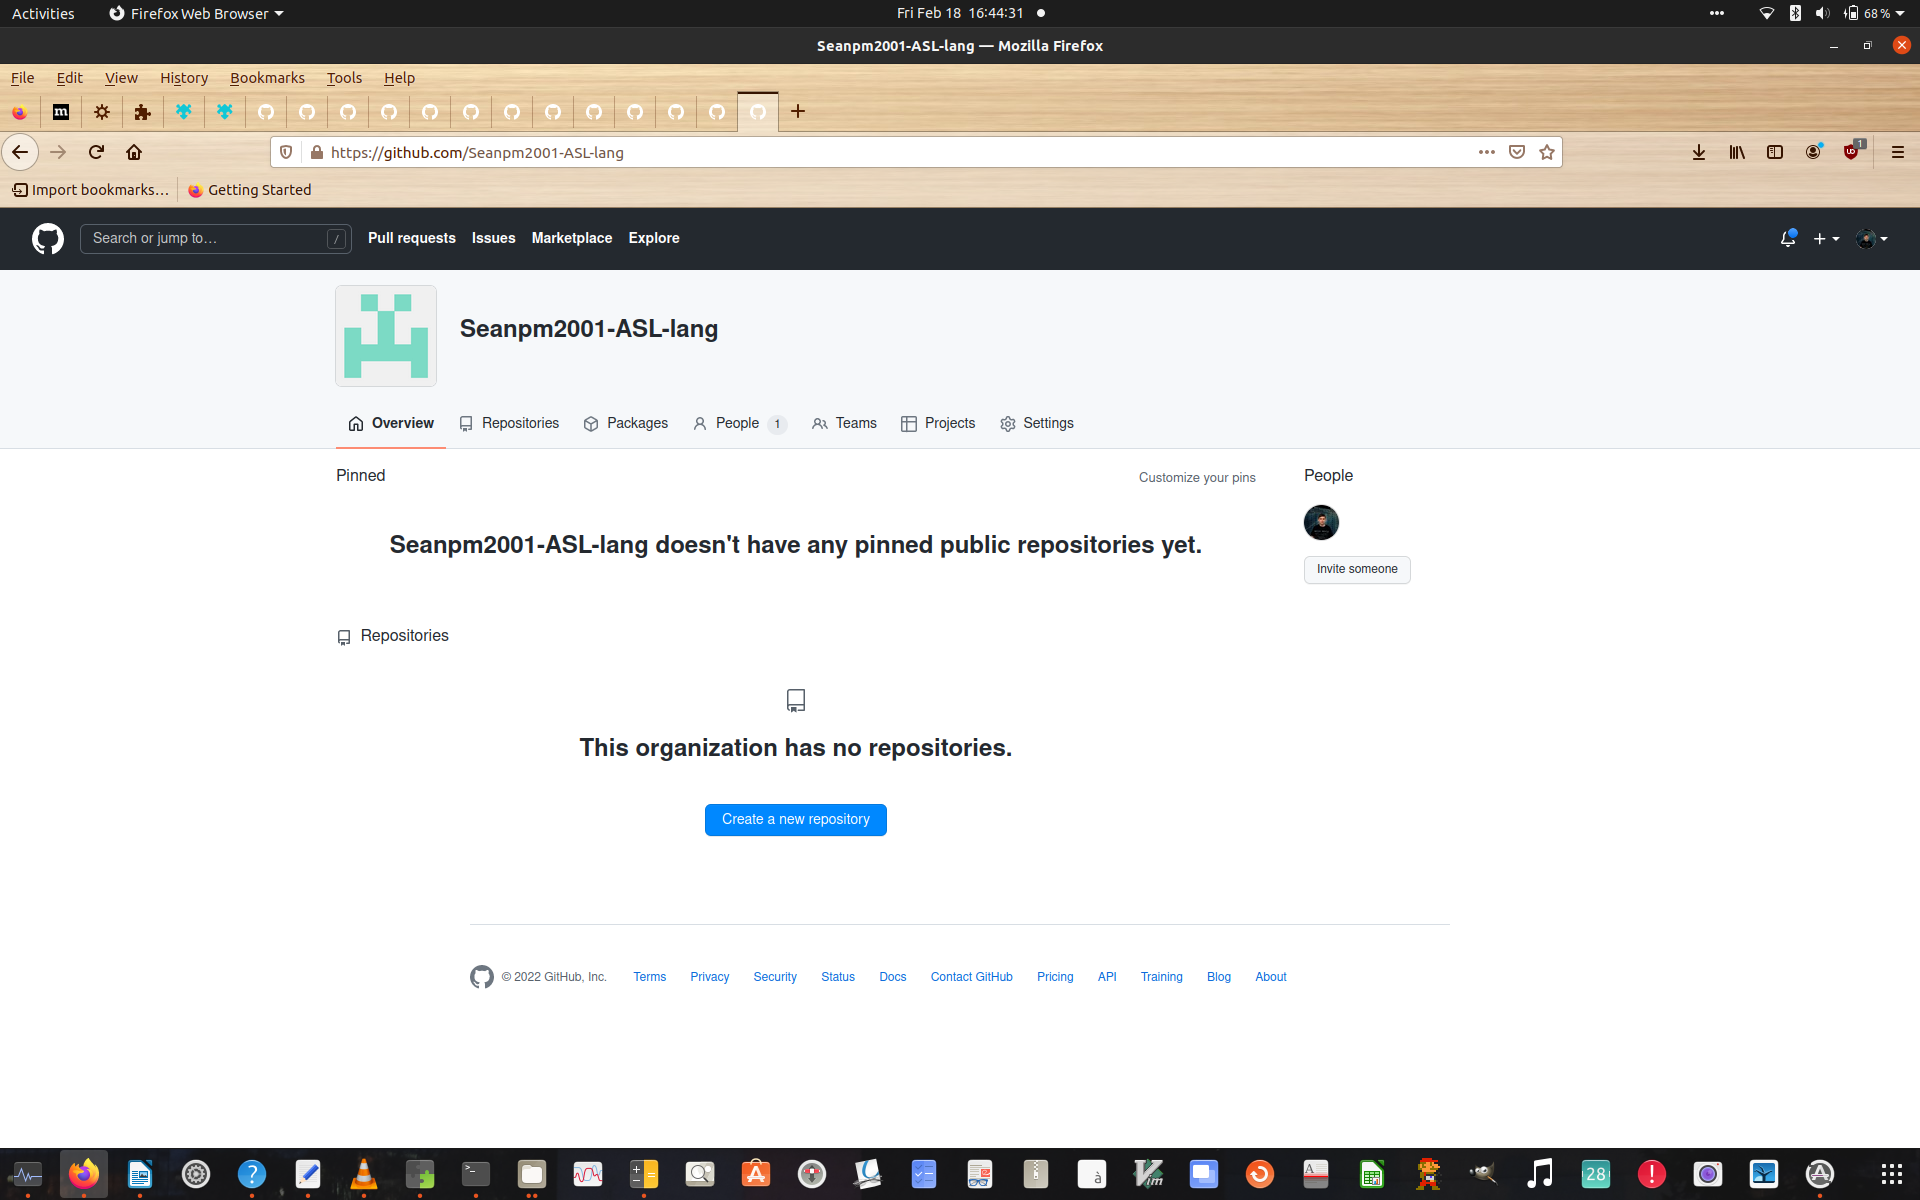 Activities Firefox Web Browser Fri Feb 18 16:44:31 68 %
Seanpm2001-ASL-lang — Mozilla Firefox
File Edit View History Bookmarks Tools Help
m
https://github.com/Seanpm2001-ASL-lang 1
Import bookmarks… Getting Started
Search or jump to… / Pull requests Issues Marketplace Explore
Seanpm2001-ASL-lang
Overview Repositories Packages People 1 Teams Projects Settings
Pinned Customize your pins People
Seanpm2001-ASL-lang doesn't have any pinned public repositories yet.
Invite someone
Repositories
This organization has no repositories.
Create a new repository
© 2022 GitHub, Inc. Terms Privacy Security Status Docs Contact GitHub Pricing API Training Blog About
28